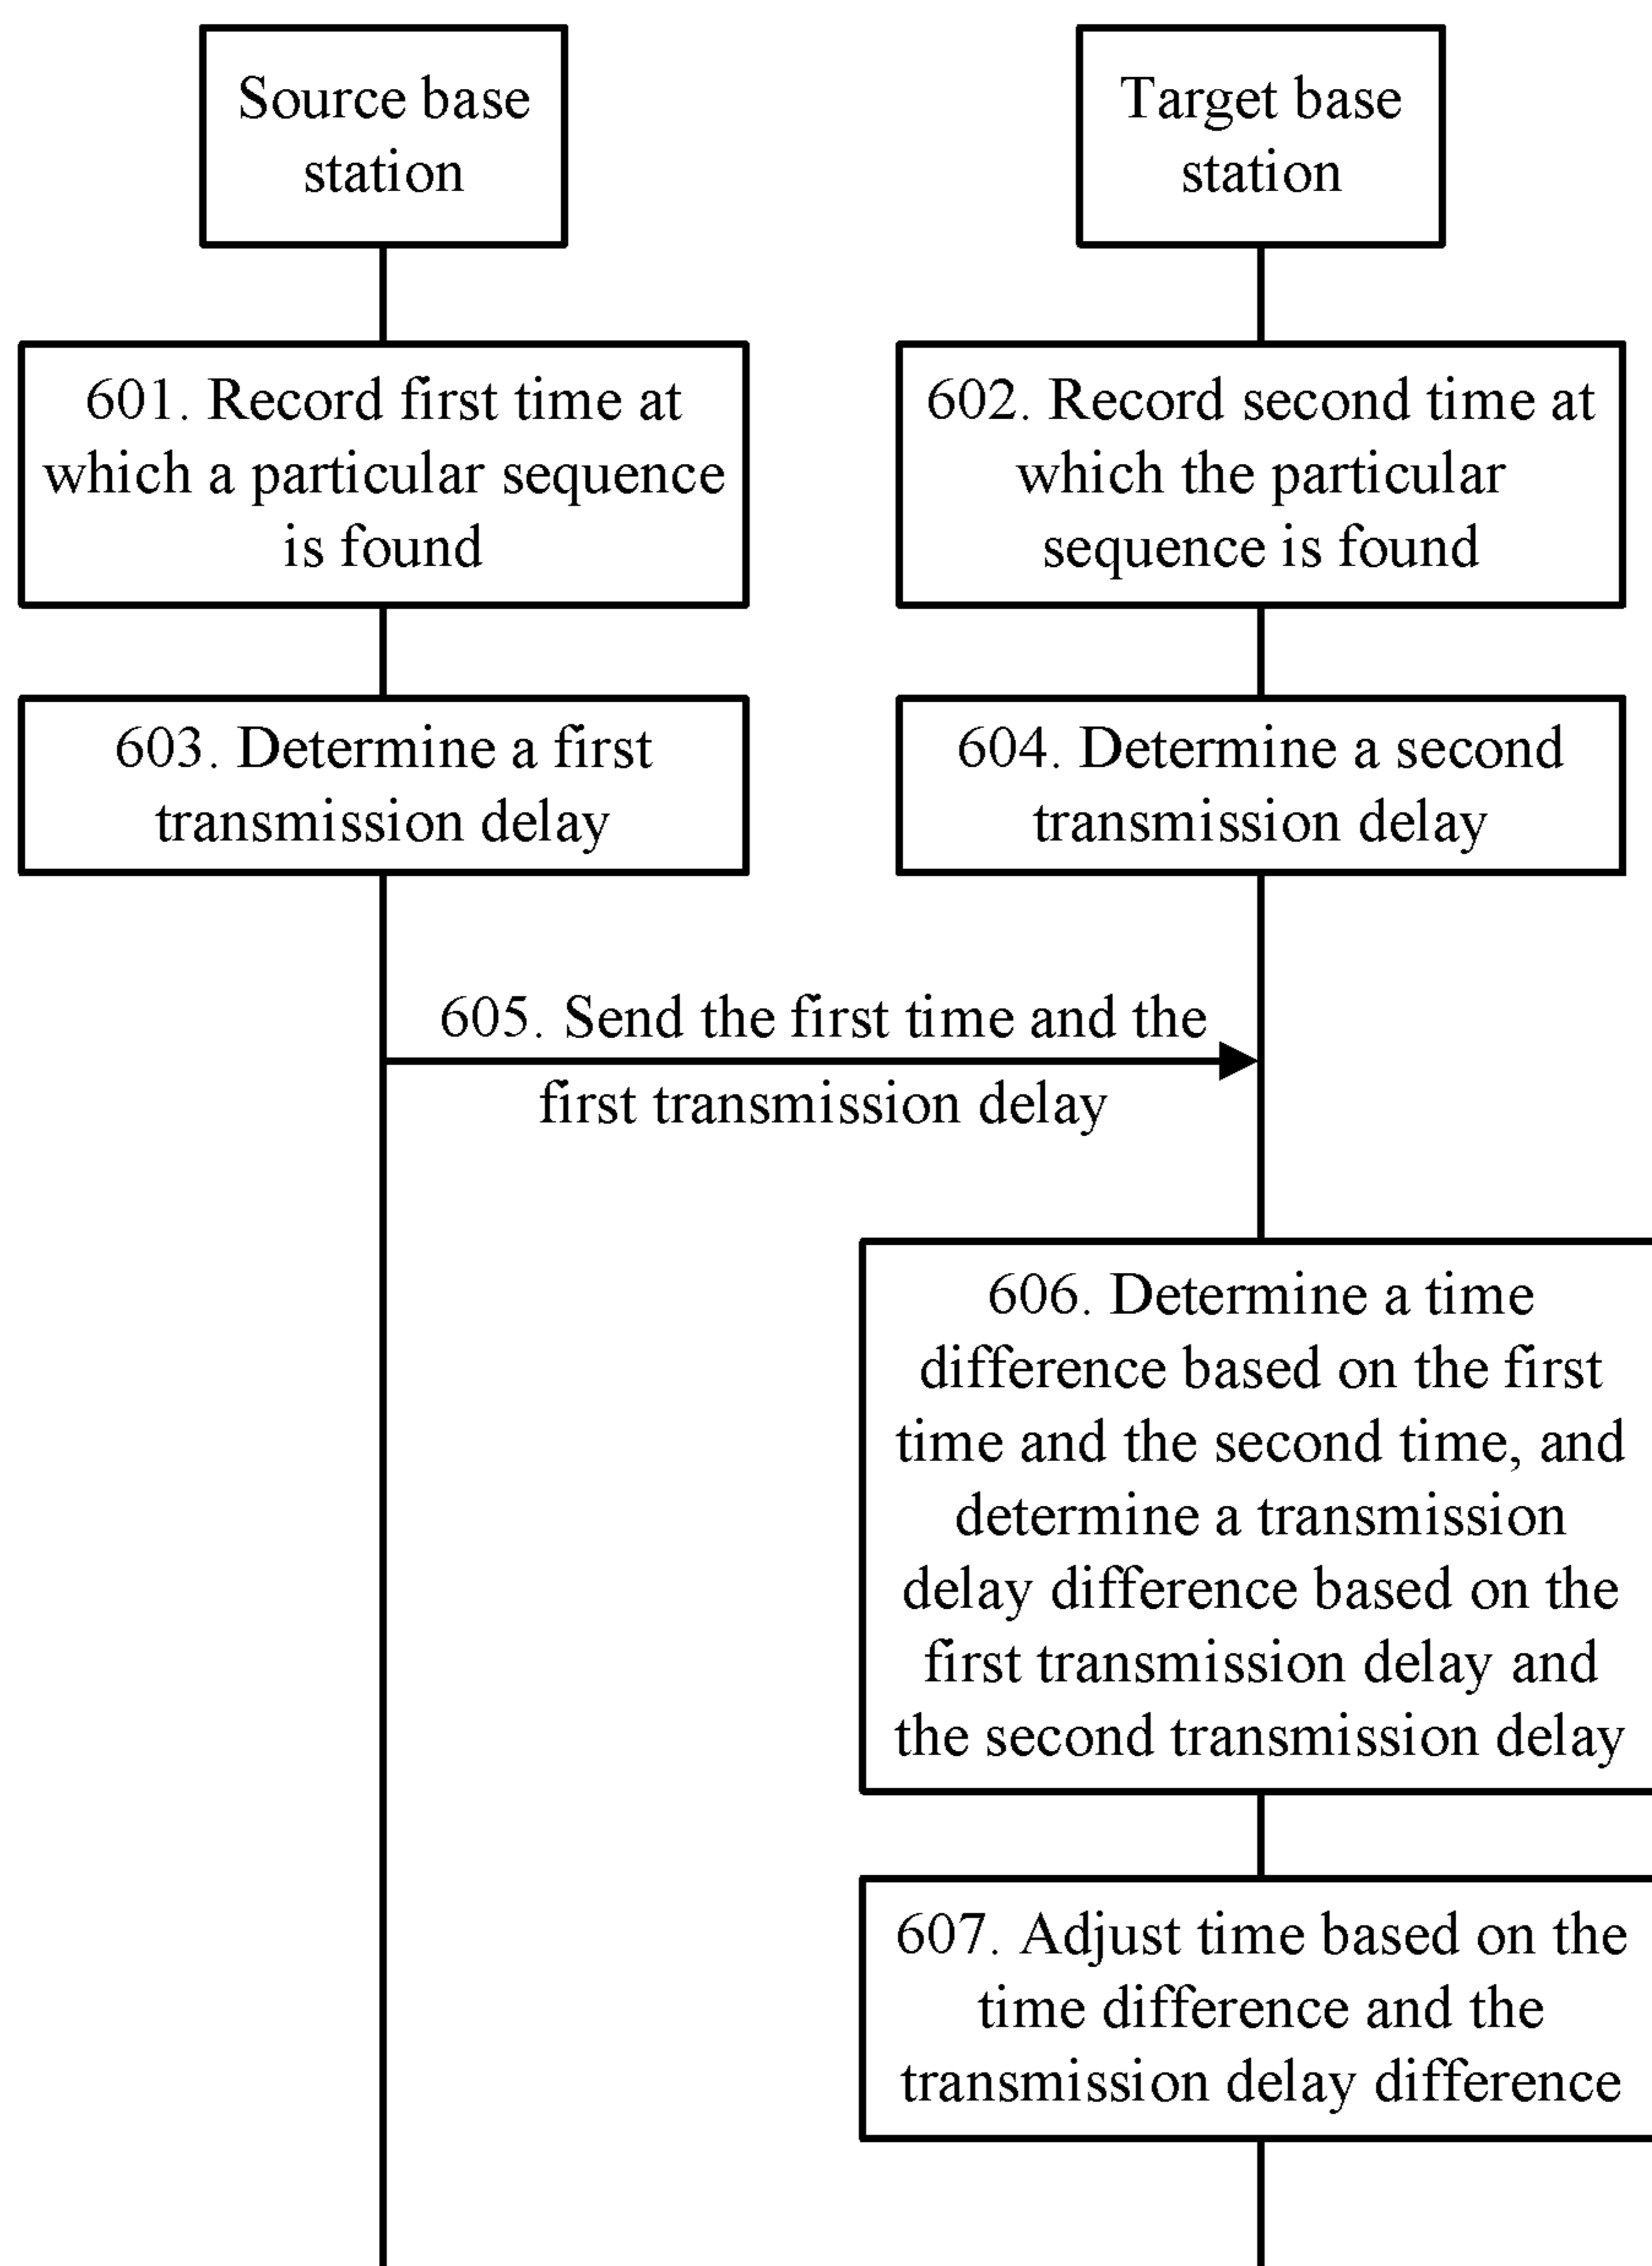 Source base
station
Target base
station
601. Record first time at
which a particular sequence
is found
602. Record second time at
which the particular
sequence is found
603. Determine a first
transmission delay
604. Determine a second
transmission delay
605. Send the first time and the
first transmission delay
606. Determine a time
difference based on the first
time and the second time, and
determine a transmission
delay difference based on the
first transmission delay and
the second transmission delay
607. Adjust time based on the
time difference and the
transmission delay difference